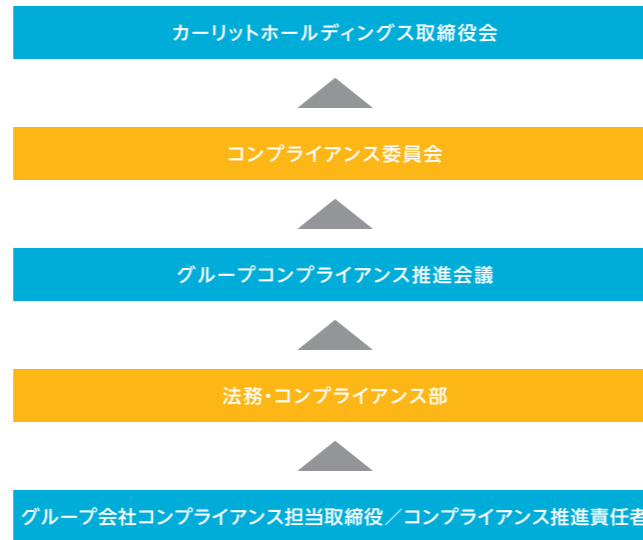 カーリットホールディングス取締役会
コンプライアンス委員会
グループコンプライアンス推進会議
法務・コンプライアンス部
グループ会社コンプライアンス担当取締役／コンプライアンス推進責任者